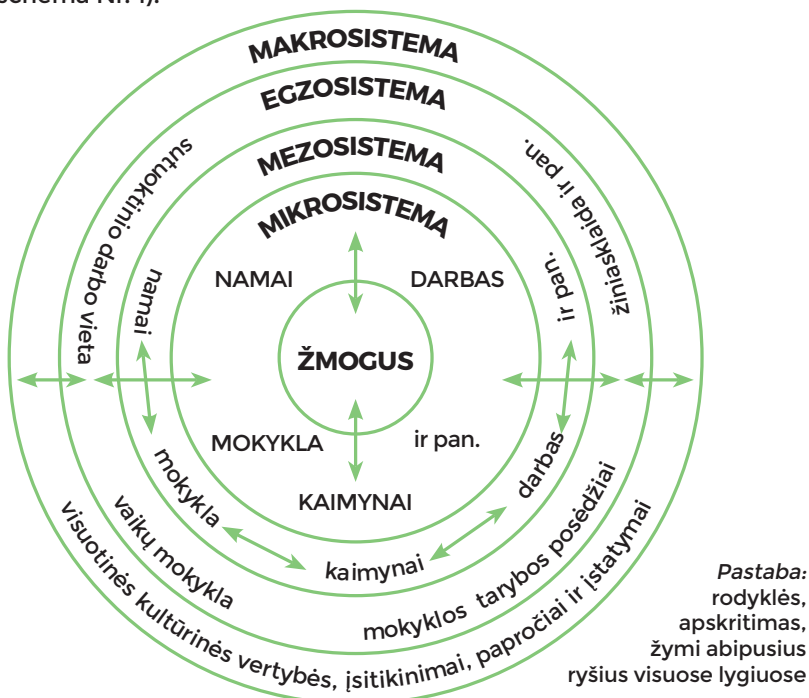 schema Nr. 1).
MAKROSISTEMA
EGZOSISTEMA
MEZOSISTEMA
MIKROSISTEMA
sutuoktinio darbo vieta
žiniasklaida ir pan.
namai
ir pan.
NAMAI
DARBAS
ŽMOGUS
MOKYKLA
ir pan.
KAIMYNAI
mokykla
kaimynai
darbas
vaikų mokykla
mokyklos tarybos posėdžiai
visuotinės kultūrinės vertybės, įsitikinimai, papročiai ir įstatymai
Pastaba:
rodyklės,
apskritimas,
žymi abipusius
ryšius visuose lygiuose